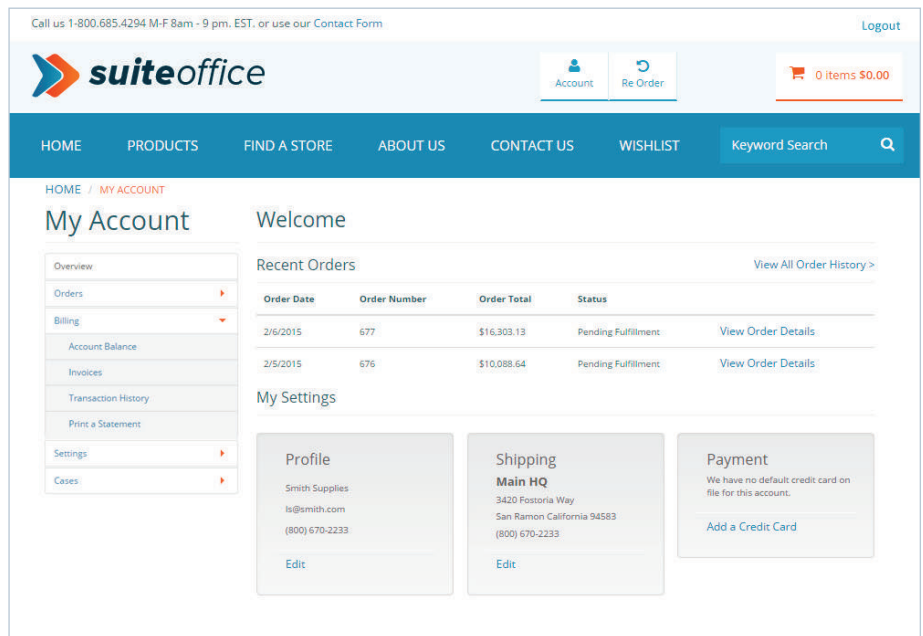 Call us 1-800.685.4294 M-F 8am - 9 pm. EST. or use our Contact Form
Logout
suiteoffice
Account
Re Order
0 items $0.00
HOME PRODUCTS FIND A STORE ABOUT US CONTACT US WISHLIST Keyword Search
HOME / MY ACCOUNT
My Account
Overview
Orders
Billing
Account Balance
Invoices
Transaction History
Print a Statement
Settings
Cases
Welcome
Recent Orders View All Order History >
Order Date Order Number Order Total Status
2/6/2015 677 $16,303.13 Pending Fulfillment View Order Details
2/5/2015 676 $10,088.64 Pending Fulfillment View Order Details
My Settings
Profile
Smith Supplies
ls@smith.com
(800) 670-2233
Edit
Shipping
Main HQ
3420 Fostoria Way
San Ramon California 94583
(800) 670-2233
Edit
Payment
We have no default credit card on
file for this account.
Add a Credit Card